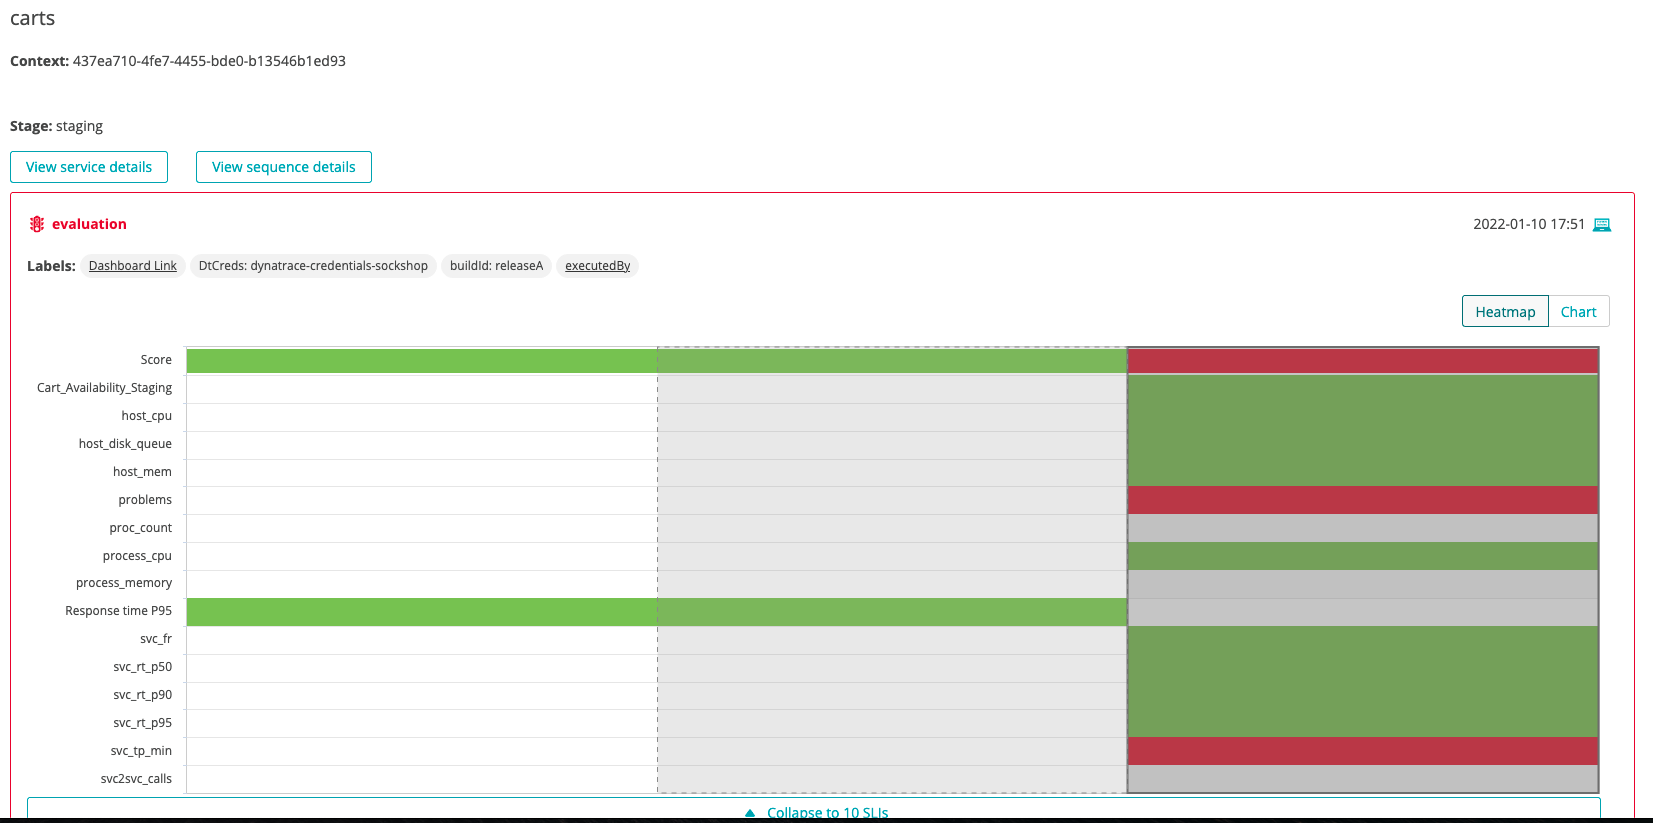 carts
Context: 437ea710-4fe7-4455-bde0-b13546b1ed93
Stage: staging
View service details View sequence details
evaluation 2022-01-10 17:51
Labels: Dashboard Link DtCreds: dynatrace-credentials-sockshop buildId: releaseA executedBy
Heatmap Chart
Score
Cart_Availability_Staging
host_cpu
host_disk_queue
host_mem
problems
proc_count
process_cpu
process_memory
Response time P95
svc_fr
svc_rt_p50
svc_rt_p90
svc_rt_p95
svc_tp_min
svc2svc_calls
Collapse to 10 SLIs